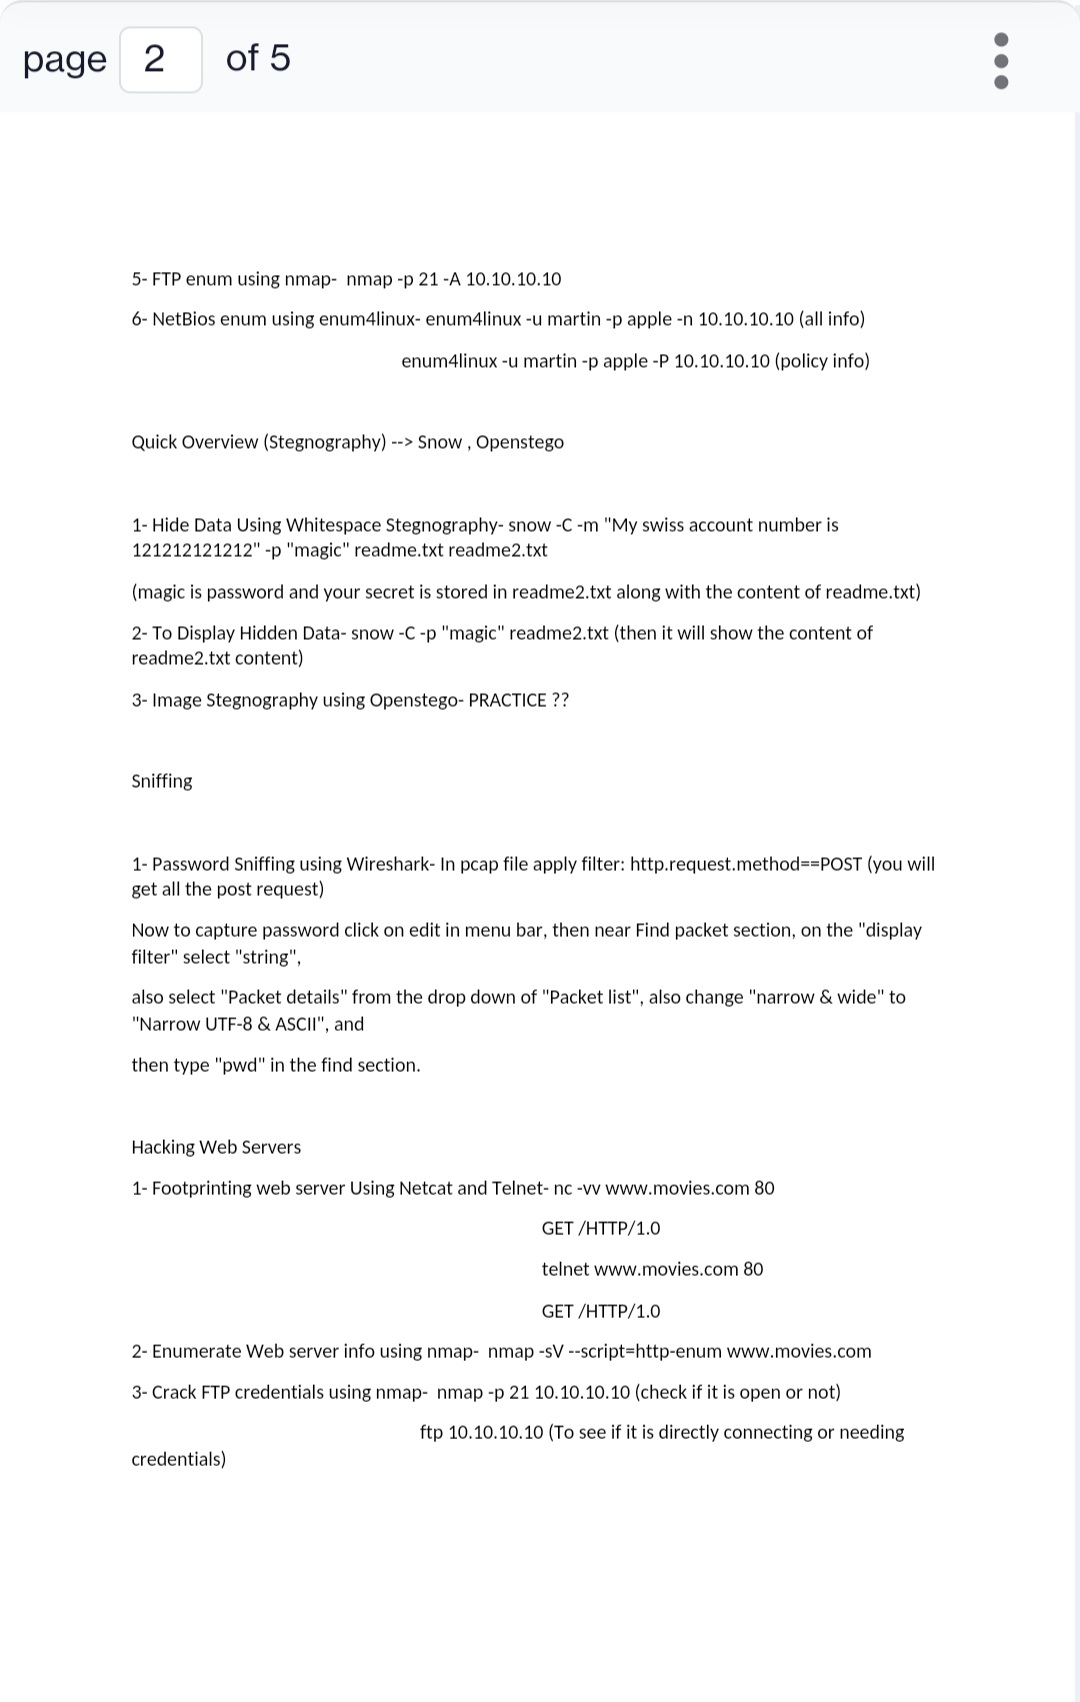 page 2 of 5
5- FTP enum using nmap-  nmap -p 21 -A 10.10.10.10
6- NetBios enum using enum4linux- enum4linux -u martin -p apple -n 10.10.10.10 (all info)
enum4linux -u martin -p apple -P 10.10.10.10 (policy info)
Quick Overview (Stegnography) --> Snow , Openstego
1- Hide Data Using Whitespace Stegnography- snow -C -m "My swiss account number is
121212121212" -p "magic" readme.txt readme2.txt
(magic is password and your secret is stored in readme2.txt along with the content of readme.txt)
2- To Display Hidden Data- snow -C -p "magic" readme2.txt (then it will show the content of
readme2.txt content)
3- Image Stegnography using Openstego- PRACTICE ??
Sniffing
1- Password Sniffing using Wireshark- In pcap file apply filter: http.request.method==POST (you will
get all the post request)
Now to capture password click on edit in menu bar, then near Find packet section, on the "display
filter" select "string",
also select "Packet details" from the drop down of "Packet list", also change "narrow & wide" to
"Narrow UTF-8 & ASCII", and
then type "pwd" in the find section.
Hacking Web Servers
1- Footprinting web server Using Netcat and Telnet- nc -vv www.movies.com 80
GET /HTTP/1.0
telnet www.movies.com 80
GET /HTTP/1.0
2- Enumerate Web server info using nmap-  nmap -sV --script=http-enum www.movies.com
3- Crack FTP credentials using nmap-  nmap -p 21 10.10.10.10 (check if it is open or not)
ftp 10.10.10.10 (To see if it is directly connecting or needing
credentials)